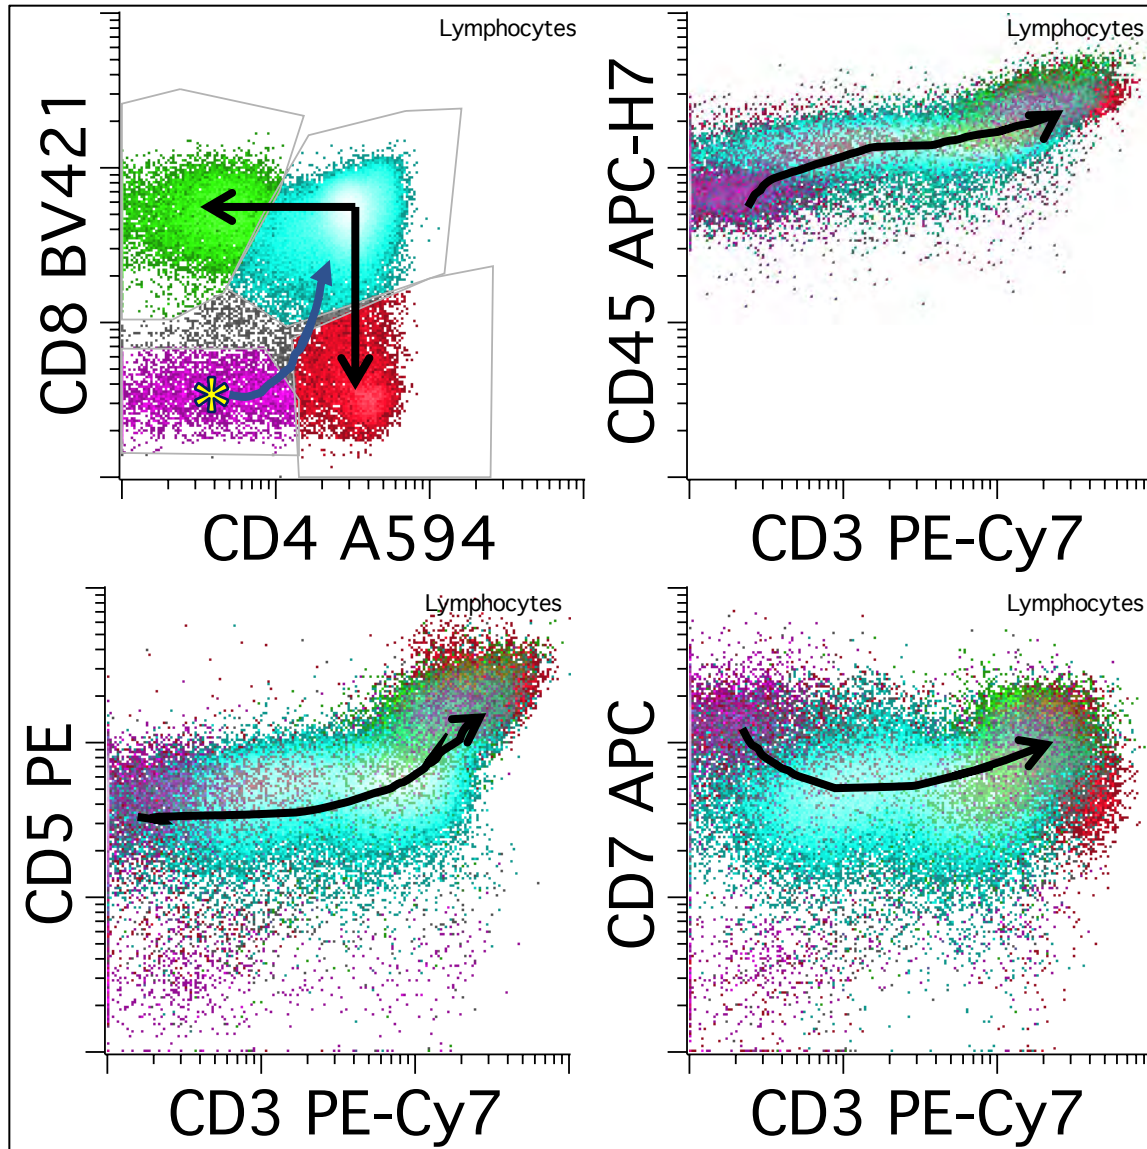 Lymphocytes
CD8 BV421
CD4 A594
Lymphocytes
CD45 APC-H7
CD3 PE-Cy7
Lymphocytes
CD5 PE
CD3 PE-Cy7
Lymphocytes
CD7 APC
CD3 PE-Cy7